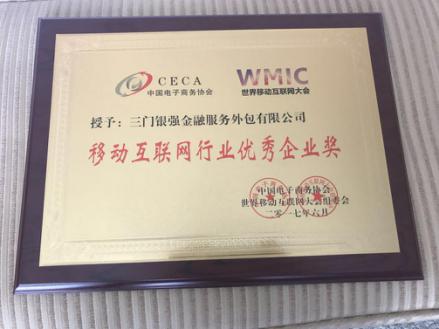 CECA
中国电子商务协会
WMIC
世界移动互联网大会
授予：三门银强金融服务外包有限公司
移动互联网行业优秀企业奖
中国电子商务协会
世界移动互联网大会组委会
二零一七年六月